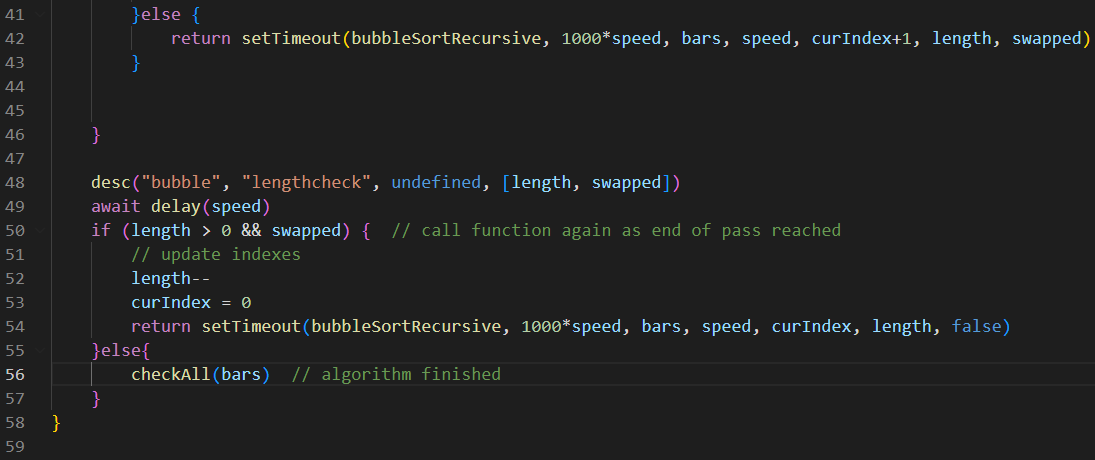 41 }else {
42 return setTimeout(bubbleSortRecursive, 1000*speed, bars, speed, curIndex+1, length, swapped)
43 }
44
45
46 }
47
48 desc("bubble", "lengthcheck", undefined, [length, swapped])
49 await delay(speed)
50 if (length > 0 && swapped) {  // call function again as end of pass reached
51 // update indexes
52 length--
53 curIndex = 0
54 return setTimeout(bubbleSortRecursive, 1000*speed, bars, speed, curIndex, length, false)
55 }else{
56 checkAll(bars)  // algorithm finished
57 }
58 }
59